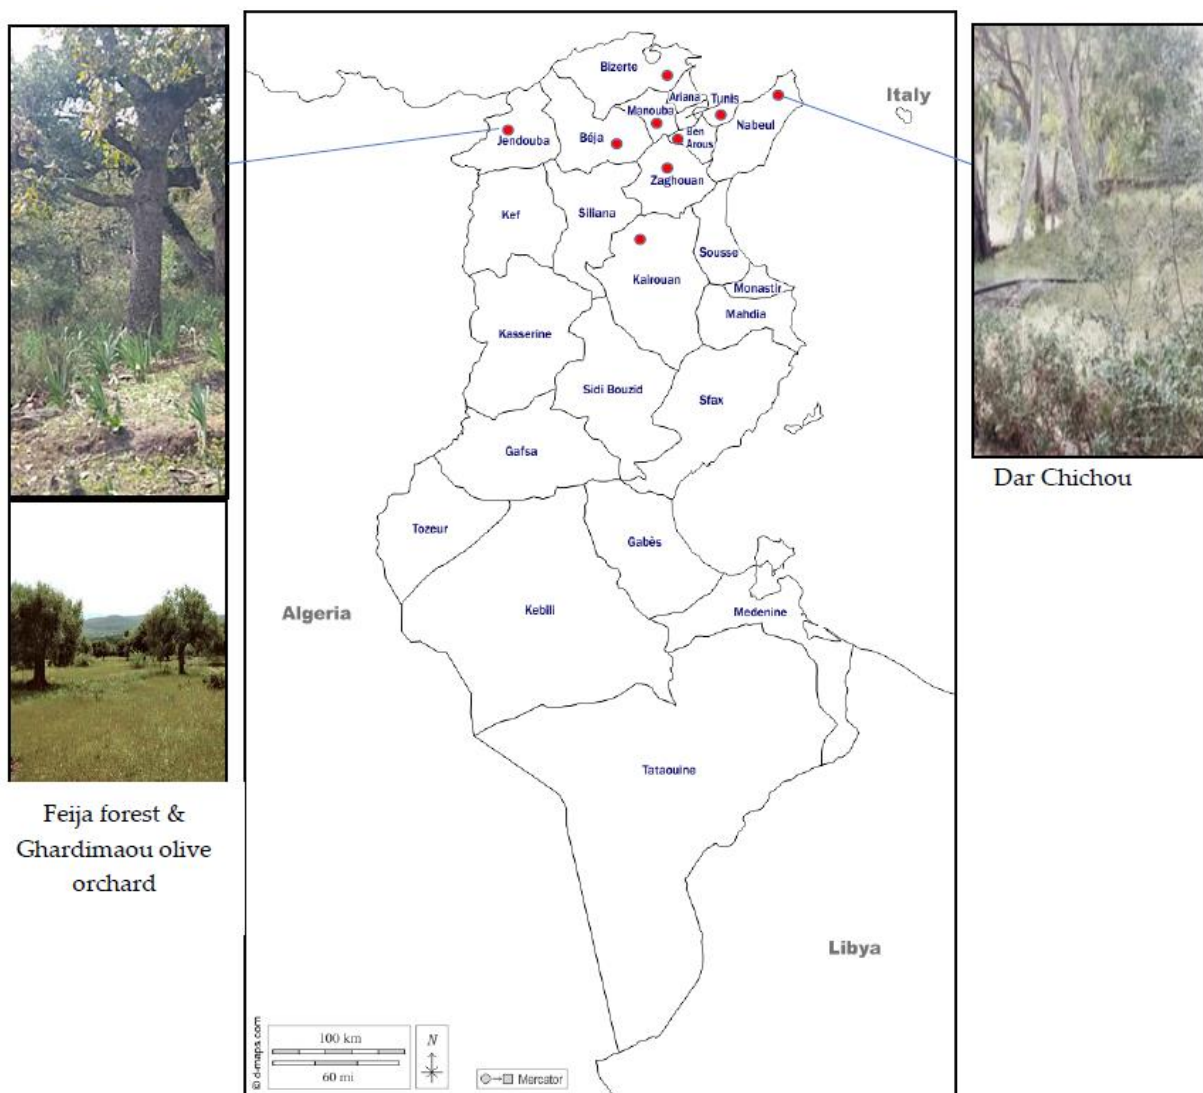 Bizerte
Ariana
Tunis
Italy
Manouba
Nabeul
Jendouba
Béja
Ben
Arous
Zaghouan
Kef
Siliana
Sousse
Kairouan
Monastir
Mahdia
Kasserine
Sidi Bouzid
Sfax
Gafsa
Dar Chichou
Tozeur
Gabès
Algeria
Kebili
Medenine
Tataouine
Feija forest &
Ghardimaou olive
orchard
Libya
© d-maps.com
100 km
60 mi
N
Mercator